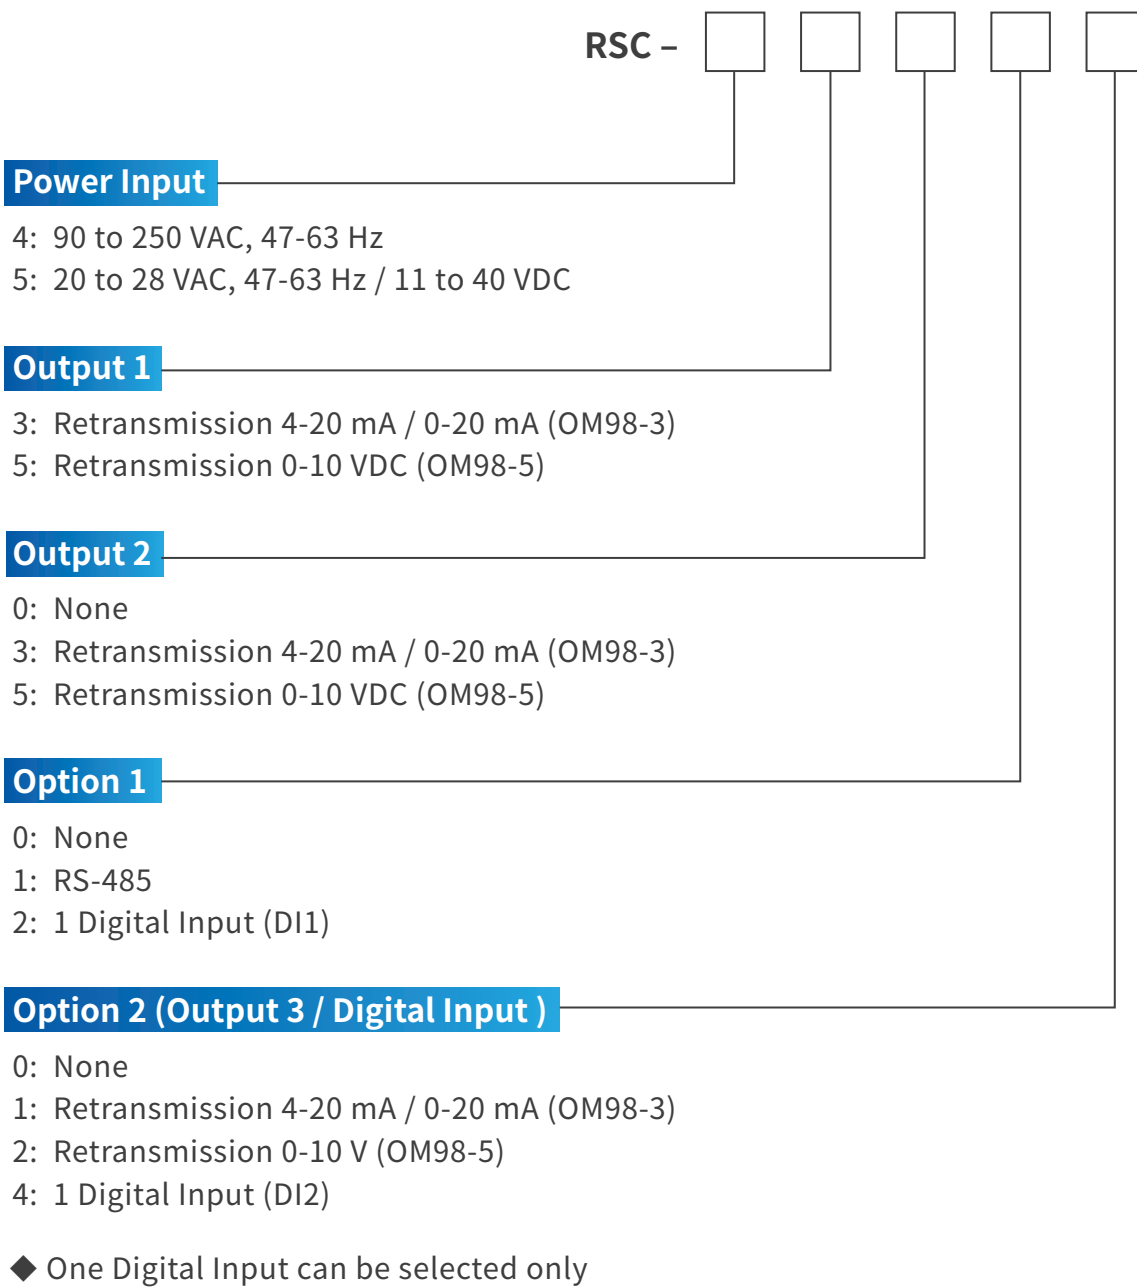 RSC –
Power Input
4: 90 to 250 VAC, 47-63 Hz
5: 20 to 28 VAC, 47-63 Hz / 11 to 40 VDC
Output 1
3: Retransmission 4-20 mA / 0-20 mA (OM98-3)
5: Retransmission 0-10 VDC (OM98-5)
Output 2
0: None
3: Retransmission 4-20 mA / 0-20 mA (OM98-3)
5: Retransmission 0-10 VDC (OM98-5)
Option 1
0: None
1: RS-485
2: 1 Digital Input (DI1)
Option 2 (Output 3 / Digital Input )
0: None
1: Retransmission 4-20 mA / 0-20 mA (OM98-3)
2: Retransmission 0-10 V (OM98-5)
4: 1 Digital Input (DI2)
◆ One Digital Input can be selected only